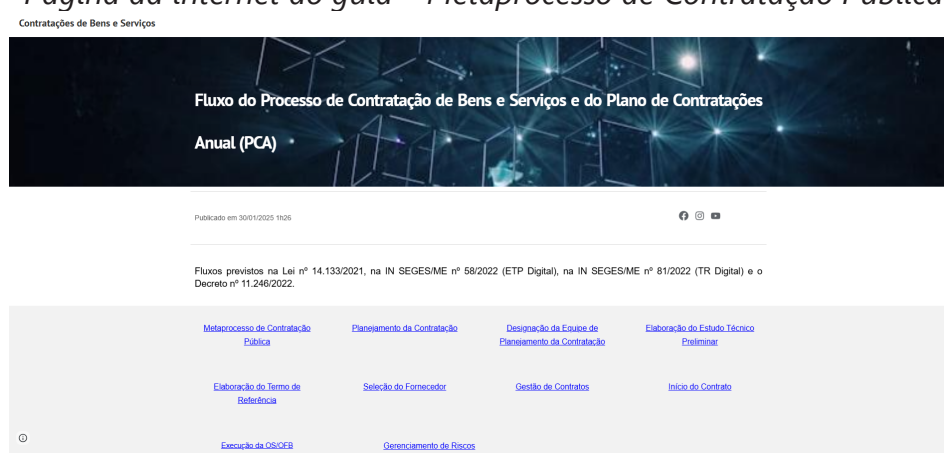 Página da internet do guia – Metaprocesso de Contratação Pública
Contratações de Bens e Serviços
Fluxo do Processo de Contratação de Bens e Serviços e do Plano de Contratações
Anual (PCA)
Publicado em 30/01/2025 1h26
Fluxos previstos na Lei nº 14.133/2021, na IN SEGES/ME nº 58/2022 (ETP Digital), na IN SEGES/ME nº 81/2022 (TR Digital) e o
Decreto nº 11.246/2022.
Metaprocesso de Contratação
Pública
Planejamento da Contratação
Designação da Equipe de
Planejamento da Contratação
Elaboração do Estudo Técnico
Preliminar
Elaboração do Termo de
Referência
Seleção do Fornecedor
Gestão de Contratos
Início do Contrato
Execução da OS/OFB
Gerenciamento de Riscos